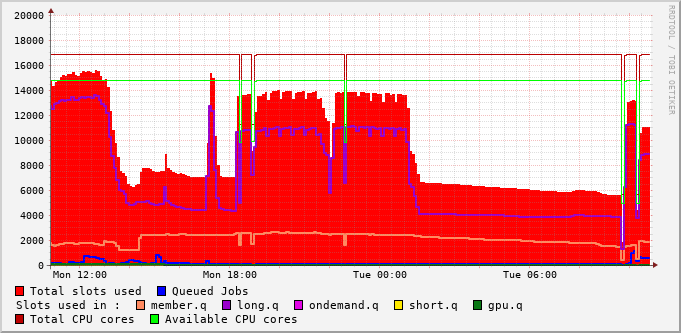 20000
18000
16000
14000
12000
10000
8000
6000
4000
2000
0
Mon 12:00 Mon 18:00 Tue 00:00 Tue 06:00
Total slots used Queued Jobs
Slots used in : member.q long.q ondemand.q short.q gpu.q
Total CPU cores Available CPU cores
RRDTOOL / TOBI OETIKER